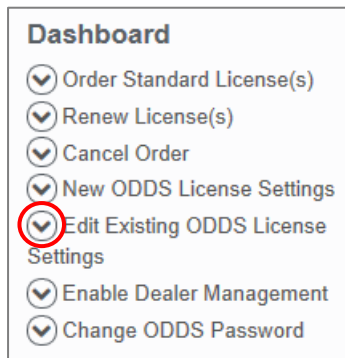 Dashboard
Order Standard License(s)
Renew License(s)
Cancel Order
New ODDS License Settings
Edit Existing ODDS License
Settings
Enable Dealer Management
Change ODDS Password